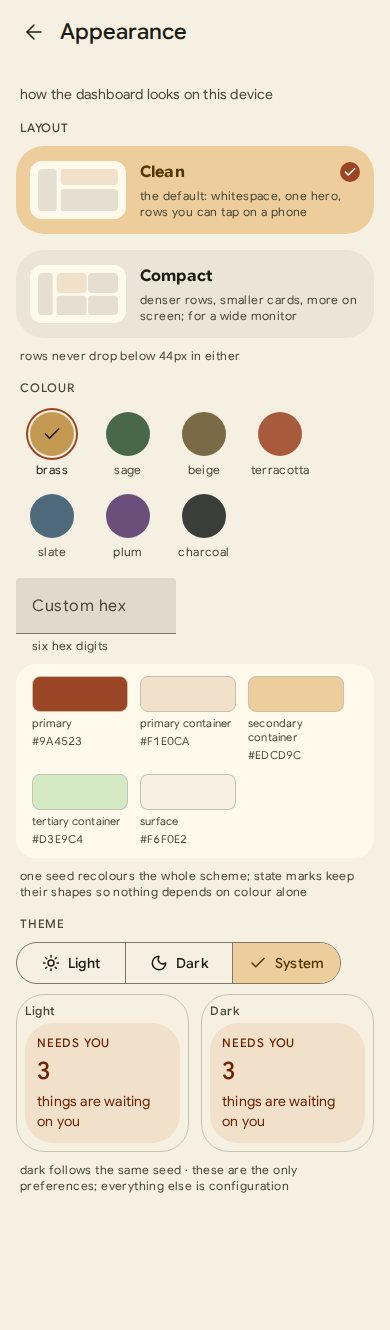 Appearance
how the dashboard looks on this device
LAYOUT
Clean
the default: whitespace, one hero,
rows you can tap on a phone
Compact
denser rows, smaller cards, more on
screen; for a wide monitor
rows never drop below 44px in either
COLOUR
brass
sage
beige
terracotta
slate
plum
charcoal
Custom hex
six hex digits
primary
#9A4523
primary container
#F1E0CA
secondary
container
#EDCD9C
tertiary container
#D3E9C4
surface
#F6F0E2
one seed recolours the whole scheme; state marks keep
their shapes so nothing depends on colour alone
THEME
Light
Dark
System
Light
NEEDS YOU
3
things are waiting
on you
Dark
NEEDS YOU
3
things are waiting
on you
dark follows the same seed · these are the only
preferences; everything else is configuration